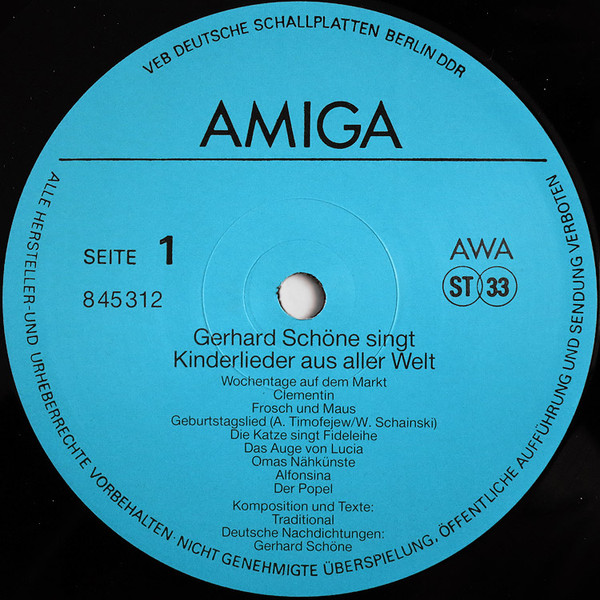 VEB DEUTSCHE SCHALLPLATTEN BERLIN DDR
AMIGA
SEITE 1
845312
AWA
ST 33
Gerhard Schöne singt
Kinderlieder aus aller Welt
Wochentage auf dem Markt
Clementin
Frosch und Maus
Geburtstagslied (A. Timofejew/W. Schainski)
Die Katze singt Fideleihe
Das Auge von Lucia
Omas Nähkünste
Alfonsina
Der Popel
Komposition und Texte:
Traditional
Deutsche Nachdichtungen:
Gerhard Schöne
ALLE HERSTELLER-UND URHEBERRECHTE VORBEHALTEN·NICHT GENEHMIGTE ÜBERSPIELUNG, ÖFFENTLICHE AUFFÜHRUNG UND SENDUNG VERBOTEN